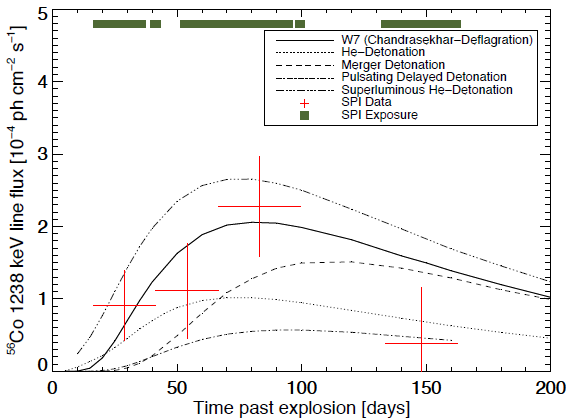 5
W7 (Chandrasekhar–Deflagration)
He–Detonation
Merger Detonation
Pulsating Delayed Detonation
Superluminous He–Detonation
SPI Data
SPI Exposure
4
3
2
1
0
⁵⁶Co 1238 keV line flux [10⁻⁴ ph cm⁻² s⁻¹]
0 50 100 150 200
Time past explosion [days]